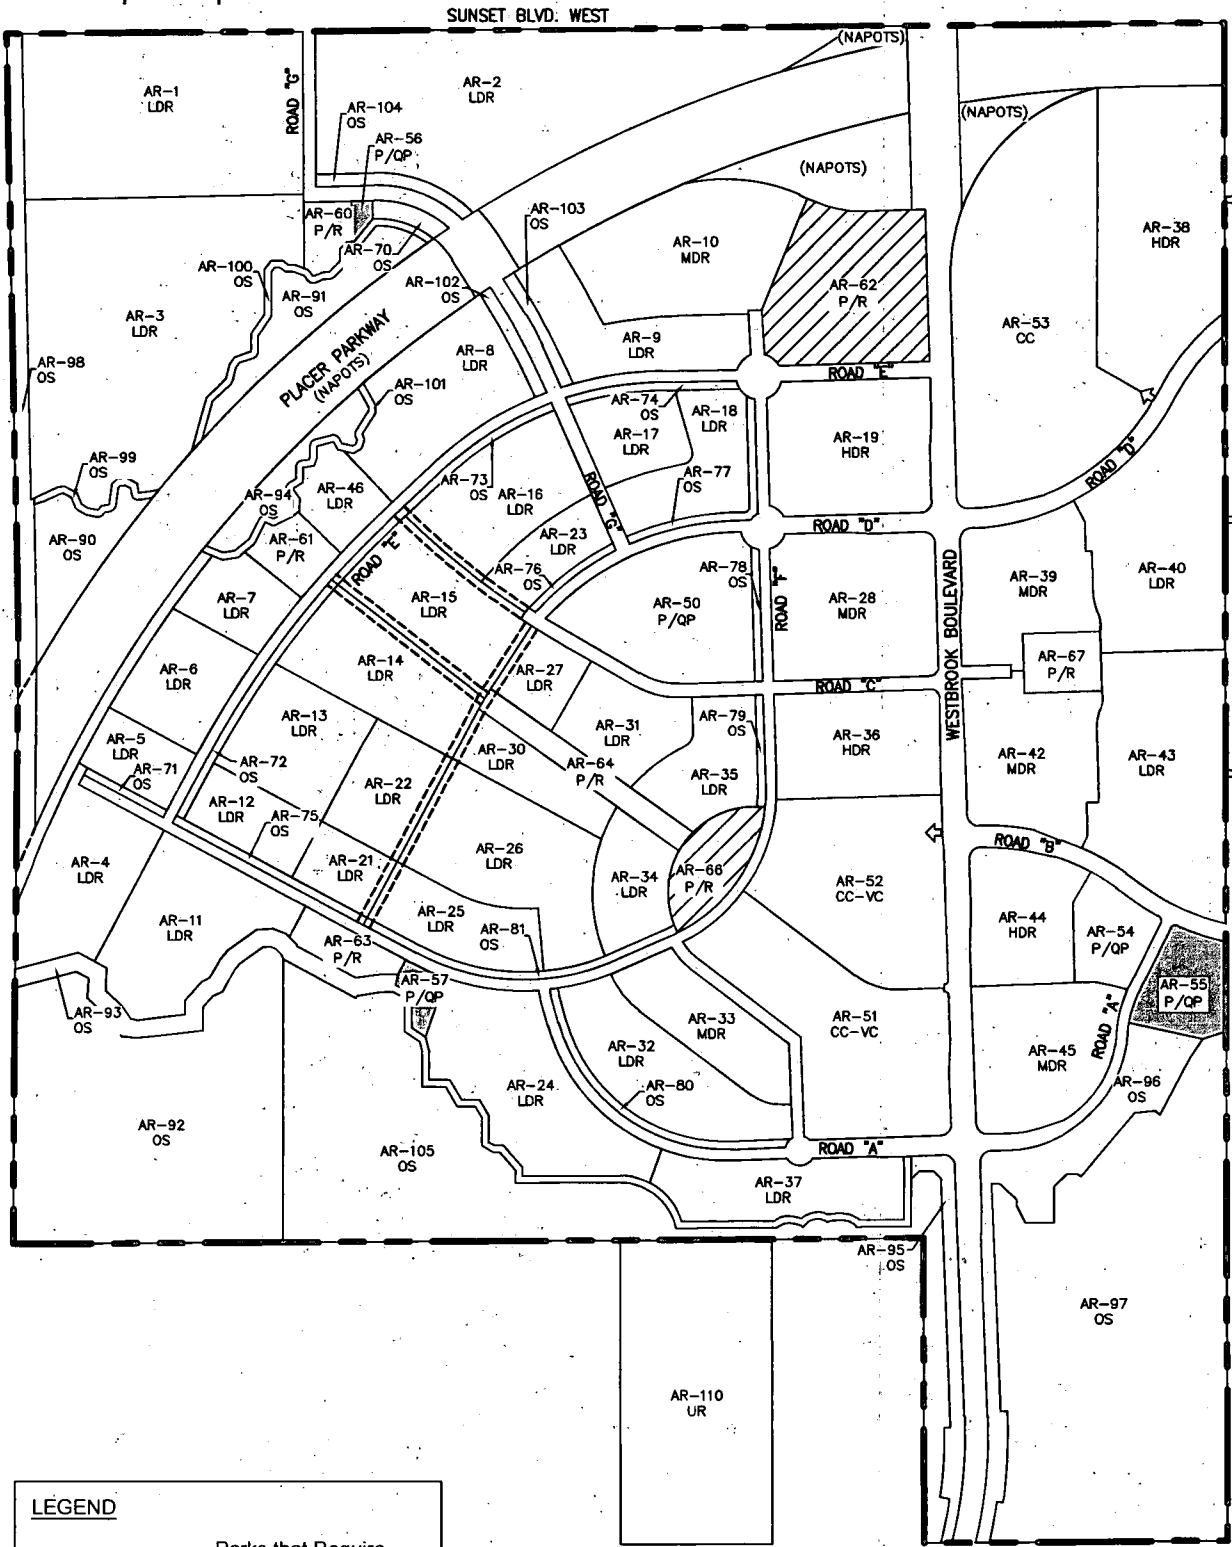 SUNSET BLVD. WEST
(NAPOTS)
AR-1
LDR
ROAD "G"
AR-2
LDR
AR-104
OS
AR-56
P/QP
(NAPOTS)
(NAPOTS)
AR-60
P/R
AR-103
OS
AR-38
HDR
AR-70
OS
AR-10
MDR
AR-100
OS
AR-91
OS
AR-102
OS
AR-62
P/R
AR-3
LDR
AR-53
CC
PLACER PARKWAY
(NAPOTS)
AR-9
LDR
AR-8
LDR
AR-98
OS
ROAD "E"
AR-101
OS
AR-74
OS
AR-18
LDR
AR-17
LDR
AR-19
HDR
AR-99
OS
AR-73
OS
AR-77
OS
ROAD "D"
AR-94
OS
AR-46
LDR
AR-16
LDR
ROAD "G"
AR-90
OS
AR-61
P/R
ROAD "E"
AR-23
LDR
ROAD "D"
AR-76
OS
AR-78
OS
AR-39
MDR
AR-40
LDR
AR-7
LDR
AR-15
LDR
AR-50
P/QP
ROAD "F"
AR-28
MDR
WESTBROOK BOULEVARD
AR-6
LDR
AR-14
LDR
AR-27
LDR
AR-67
P/R
ROAD "C"
AR-13
LDR
AR-31
LDR
AR-79
OS
AR-36
HDR
AR-5
LDR
AR-71
OS
AR-72
OS
AR-30
LDR
AR-64
P/R
AR-42
MDR
AR-43
LDR
AR-22
LDR
AR-35
LDR
AR-12
LDR
AR-75
OS
AR-26
LDR
ROAD "B"
AR-4
LDR
AR-21
LDR
AR-34
LDR
AR-66
P/R
AR-52
CC-VC
AR-11
LDR
AR-25
LDR
AR-81
OS
AR-44
HDR
AR-54
P/QP
AR-63
P/R
AR-57
P/QP
AR-55
P/QP
AR-93
OS
AR-33
MDR
AR-51
CC-VC
ROAD "A"
AR-32
LDR
AR-45
MDR
AR-24
LDR
AR-80
OS
AR-96
OS
AR-92
OS
AR-105
OS
ROAD "A"
AR-37
LDR
AR-95
OS
AR-97
OS
AR-110
UR
LEGEND
Parks that Require